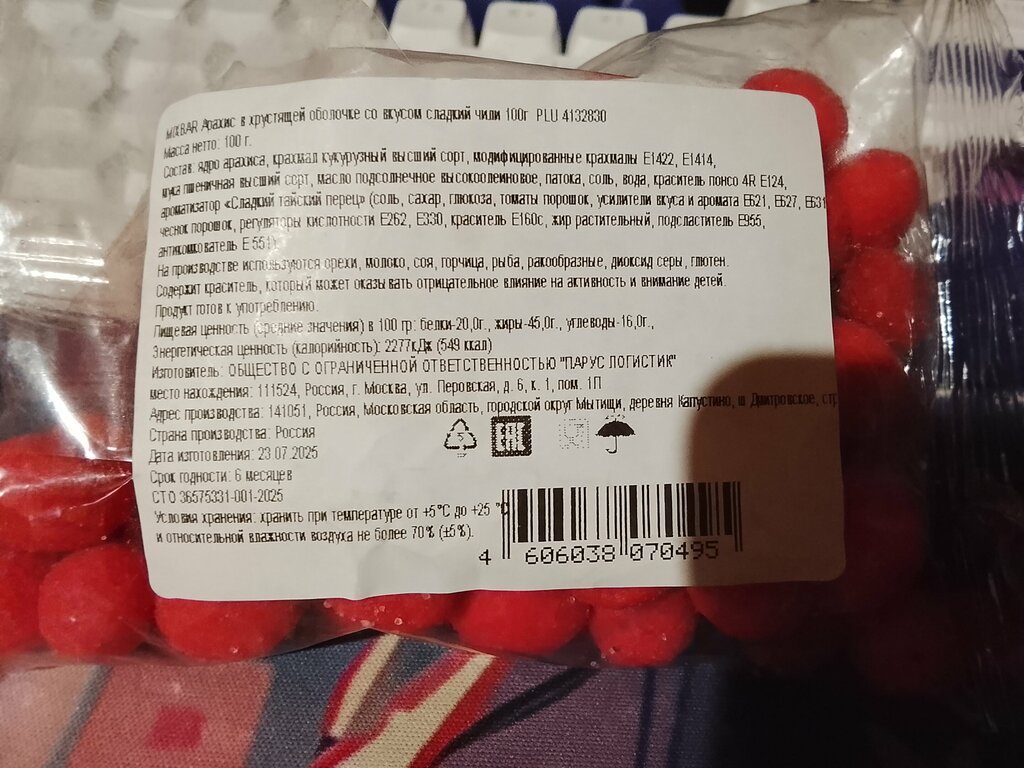 MIXBAR Арахис в хрустящей оболочке со вкусом сладкий чили 100г PLU 4132830
Масса нетто: 100 г.
Состав: ядро арахиса, крахмал кукурузный высший сорт, модифицированные крахмалы Е1422, Е1414,
мука пшеничная высший сорт, масло подсолнечное высокоолеиновое, патока, соль, вода, краситель понсо 4R Е124,
ароматизатор «Сладкий тайский перец» (соль, сахар, глюкоза, томаты порошок, усилители вкуса и аромата Е621, Е627, Е631
чеснок порошок, регуляторы кислотности Е262, Е330, краситель Е160с, жир растительный, подсластитель Е955,
антикомкователь Е 551)
На производстве используются орехи, молоко, соя, горчица, рыба, ракообразные, диоксид серы, глютен.
Содержит краситель, который может оказывать отрицательное влияние на активность и внимание детей.
Продукт готов к употреблению.
Пищевая ценность (средние значения) в 100 гр: белки-20,0г., жиры-45,0г., углеводы-16,0г.,
Энергетическая ценность (калорийность): 2277кДж (549 ккал)
Изготовитель: ОБЩЕСТВО С ОГРАНИЧЕННОЙ ОТВЕТСТВЕННОСТЬЮ "ПАРУС ЛОГИСТИК"
место нахождения: 111524, Россия, г. Москва, ул. Перовская, д. 6, к. 1, пом. 1П
Адрес производства: 141051, Россия, Московская область, городской округ Мытищи, деревня Капустино, ш Дмитровское, стр
Страна производства: Россия
5 EAC
Дата изготовления: 23.07.2025
Срок годности: 6 месяцев
СТО 36575331-001-2025
Условия хранения: хранить при температуре от +5°С до +25 °С
и относительной влажности воздуха не более 70% (±5%).
4 606038 070495